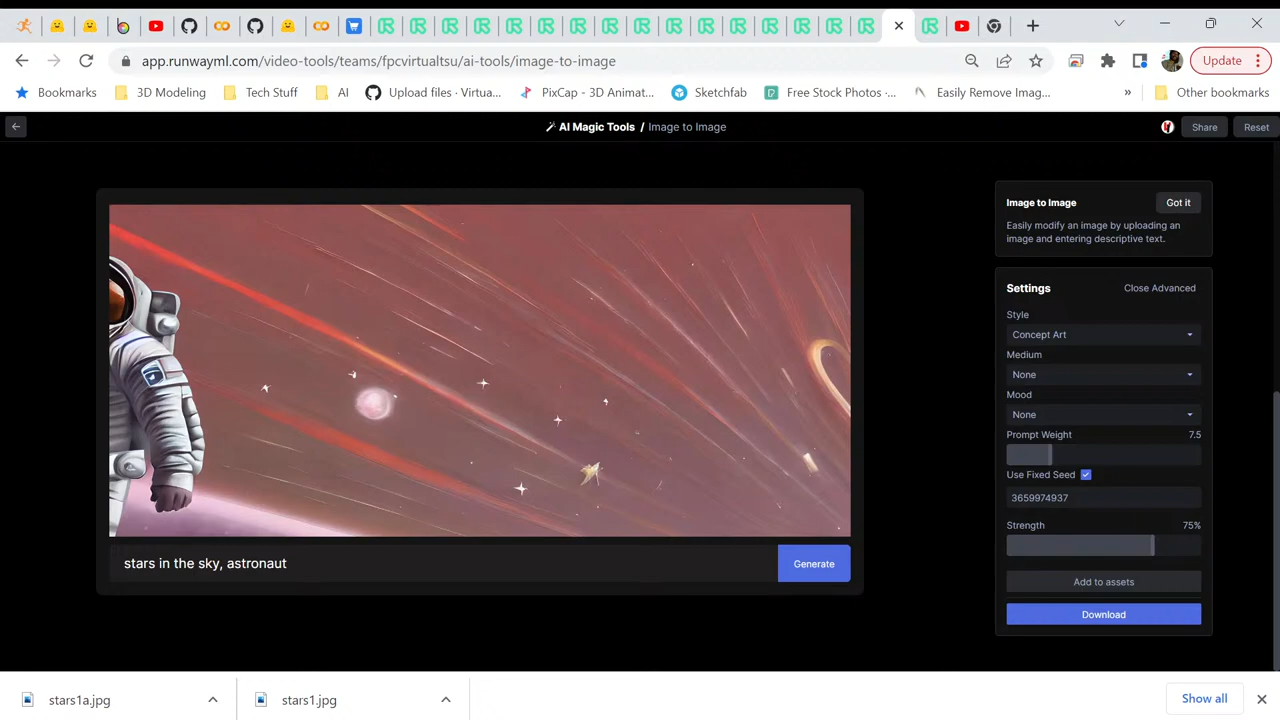 app.runwayml.com/video-tools/teams/fpcvirtualtsu/ai-tools/image-to-image
Update
Bookmarks
3D Modeling
Tech Stuff
AI
Upload files · Virtua...
PixCap - 3D Animat...
Sketchfab
Free Stock Photos ·...
Easily Remove Imag...
»
Other bookmarks
AI Magic Tools / Image to Image
Share
Reset
Image to Image
Got it
Easily modify an image by uploading an
image and entering descriptive text.
Settings
Close Advanced
Style
Concept Art
Medium
None
Mood
None
Prompt Weight 7.5
Use Fixed Seed
3659974937
Strength 75%
Add to assets
Download
stars in the sky, astronaut
Generate
stars1a.jpg
stars1.jpg
Show all